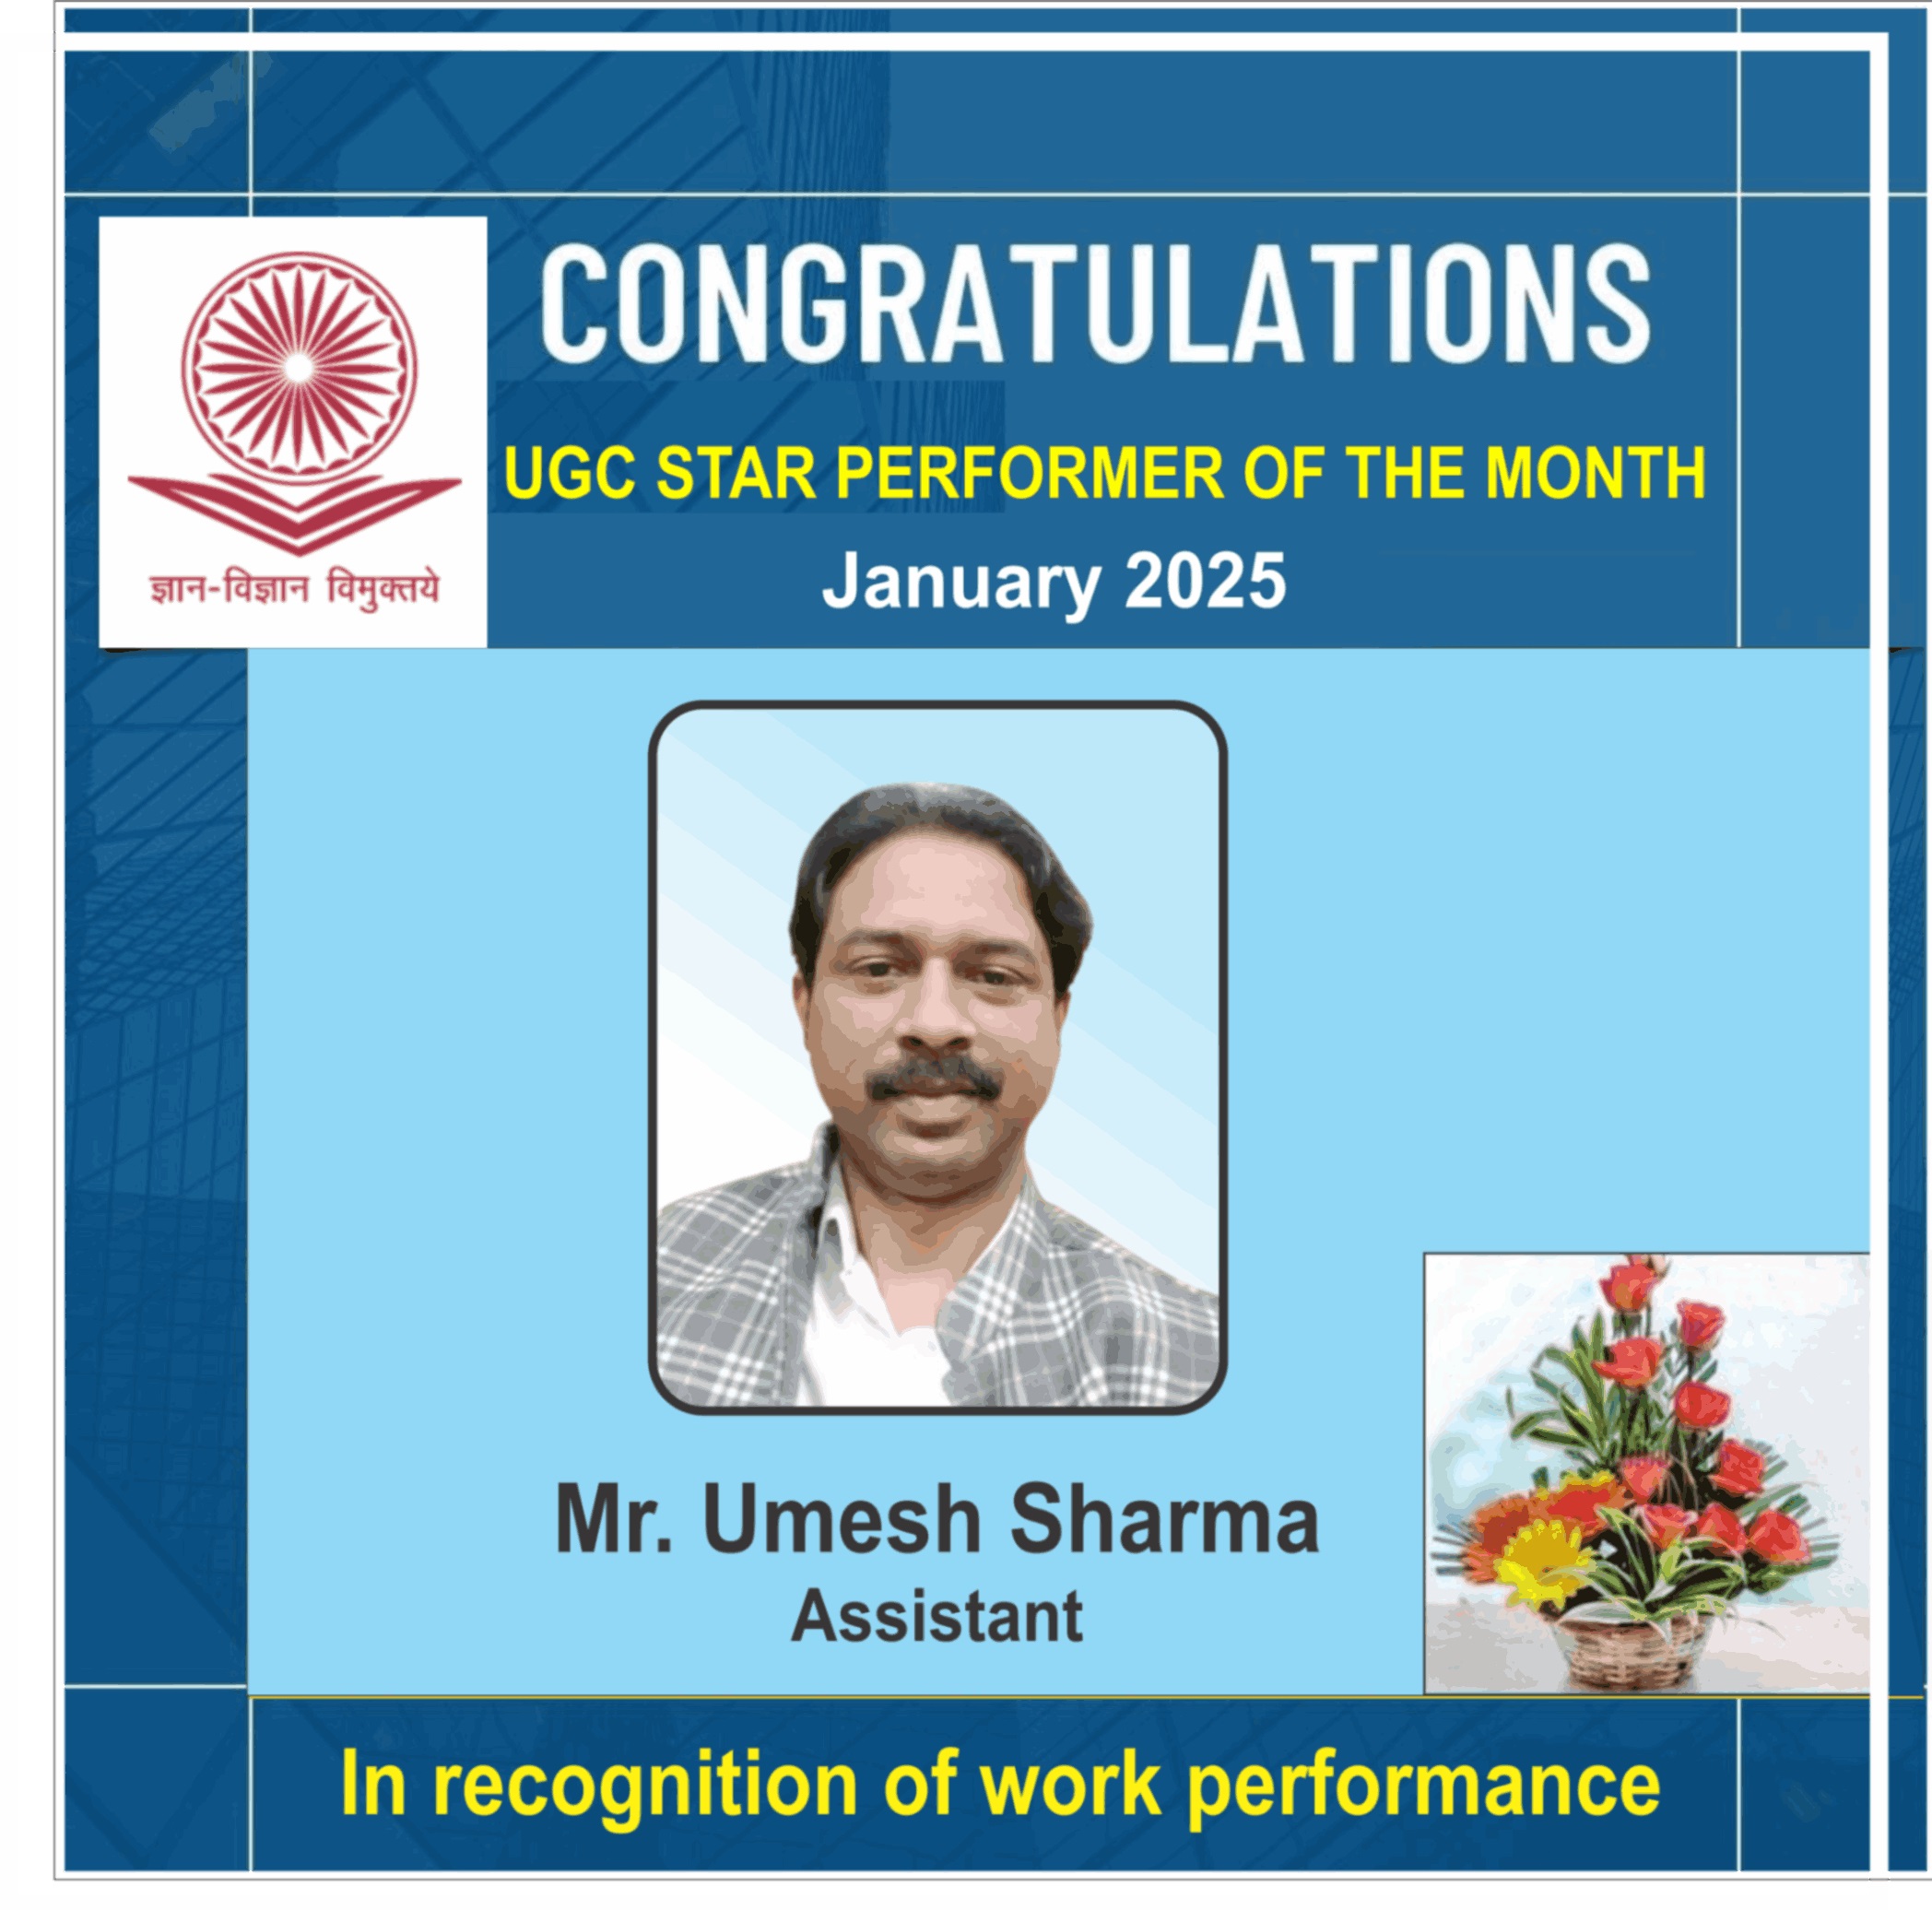 CONGRATULATIONS
UGC STAR PERFORMER OF THE MONTH
January 2025
ज्ञान-विज्ञान विमुक्तये
Mr. Umesh Sharma
Assistant
In recognition of work performance